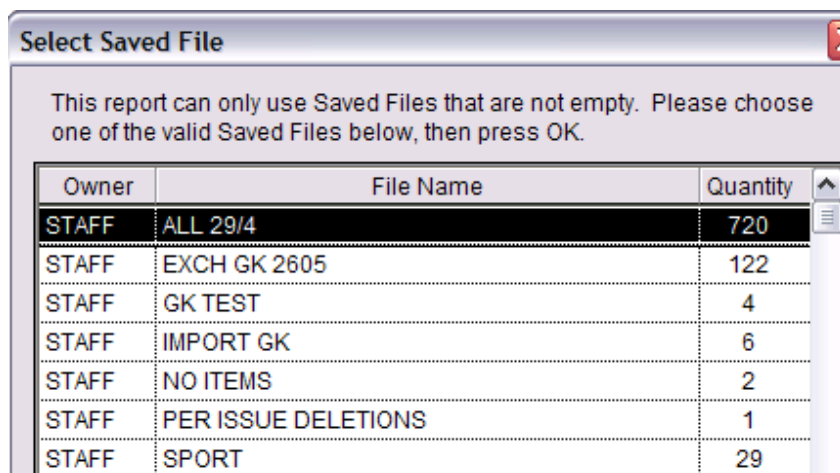 Select Saved File
This report can only use Saved Files that are not empty.  Please choose
one of the valid Saved Files below, then press OK.
Owner File Name Quantity
STAFF ALL 29/4 720
STAFF EXCH GK 2605 122
STAFF GK TEST 4
STAFF IMPORT GK 6
STAFF NO ITEMS 2
STAFF PER ISSUE DELETIONS 1
STAFF SPORT 29